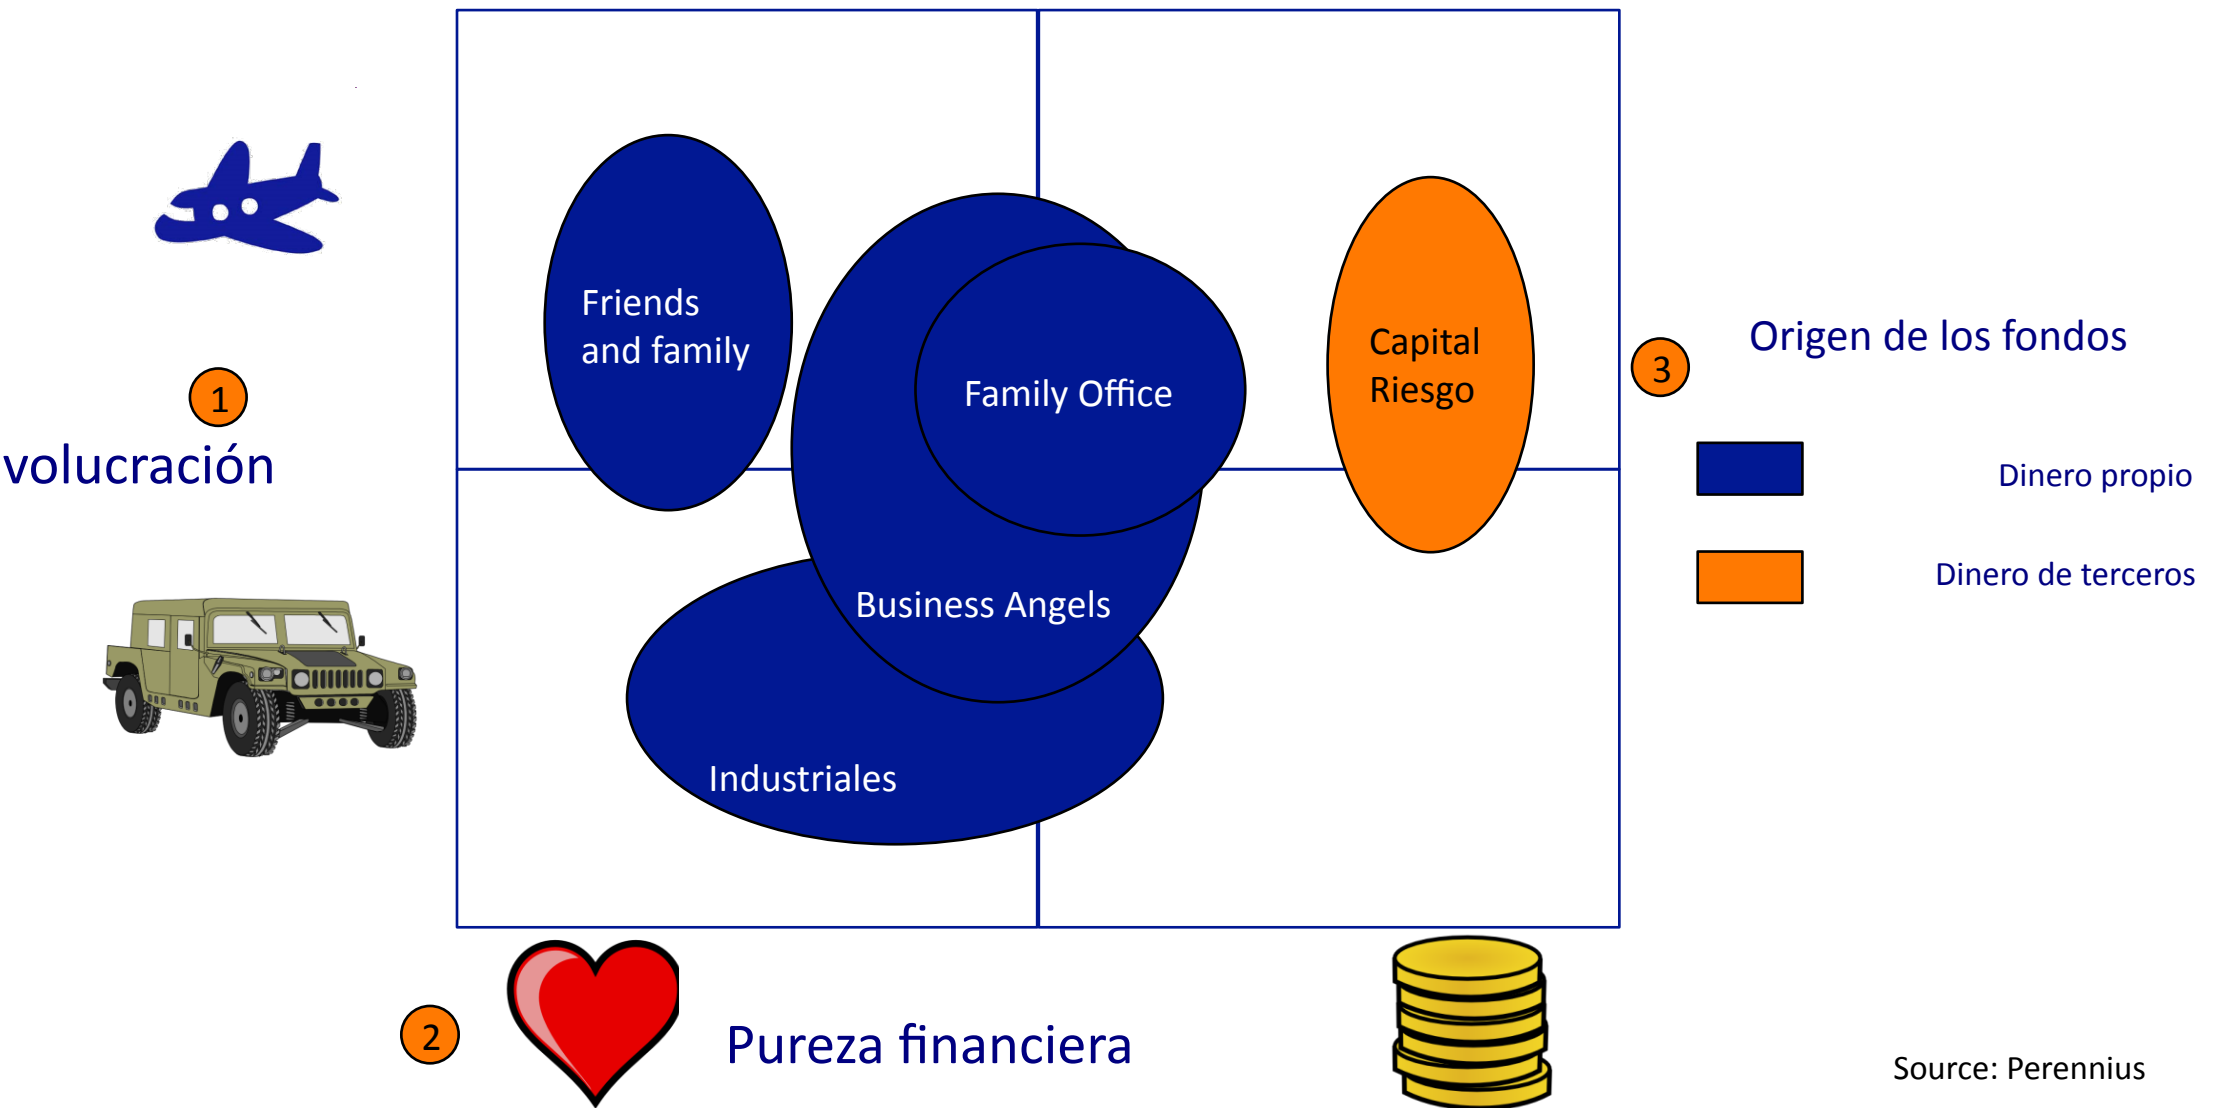 Friends
and family
Family Office
Capital
Riesgo
3
Origen de los fondos
1
volucración
Dinero propio
Dinero de terceros
Business Angels
Industriales
2
Pureza financiera
Source: Perennius